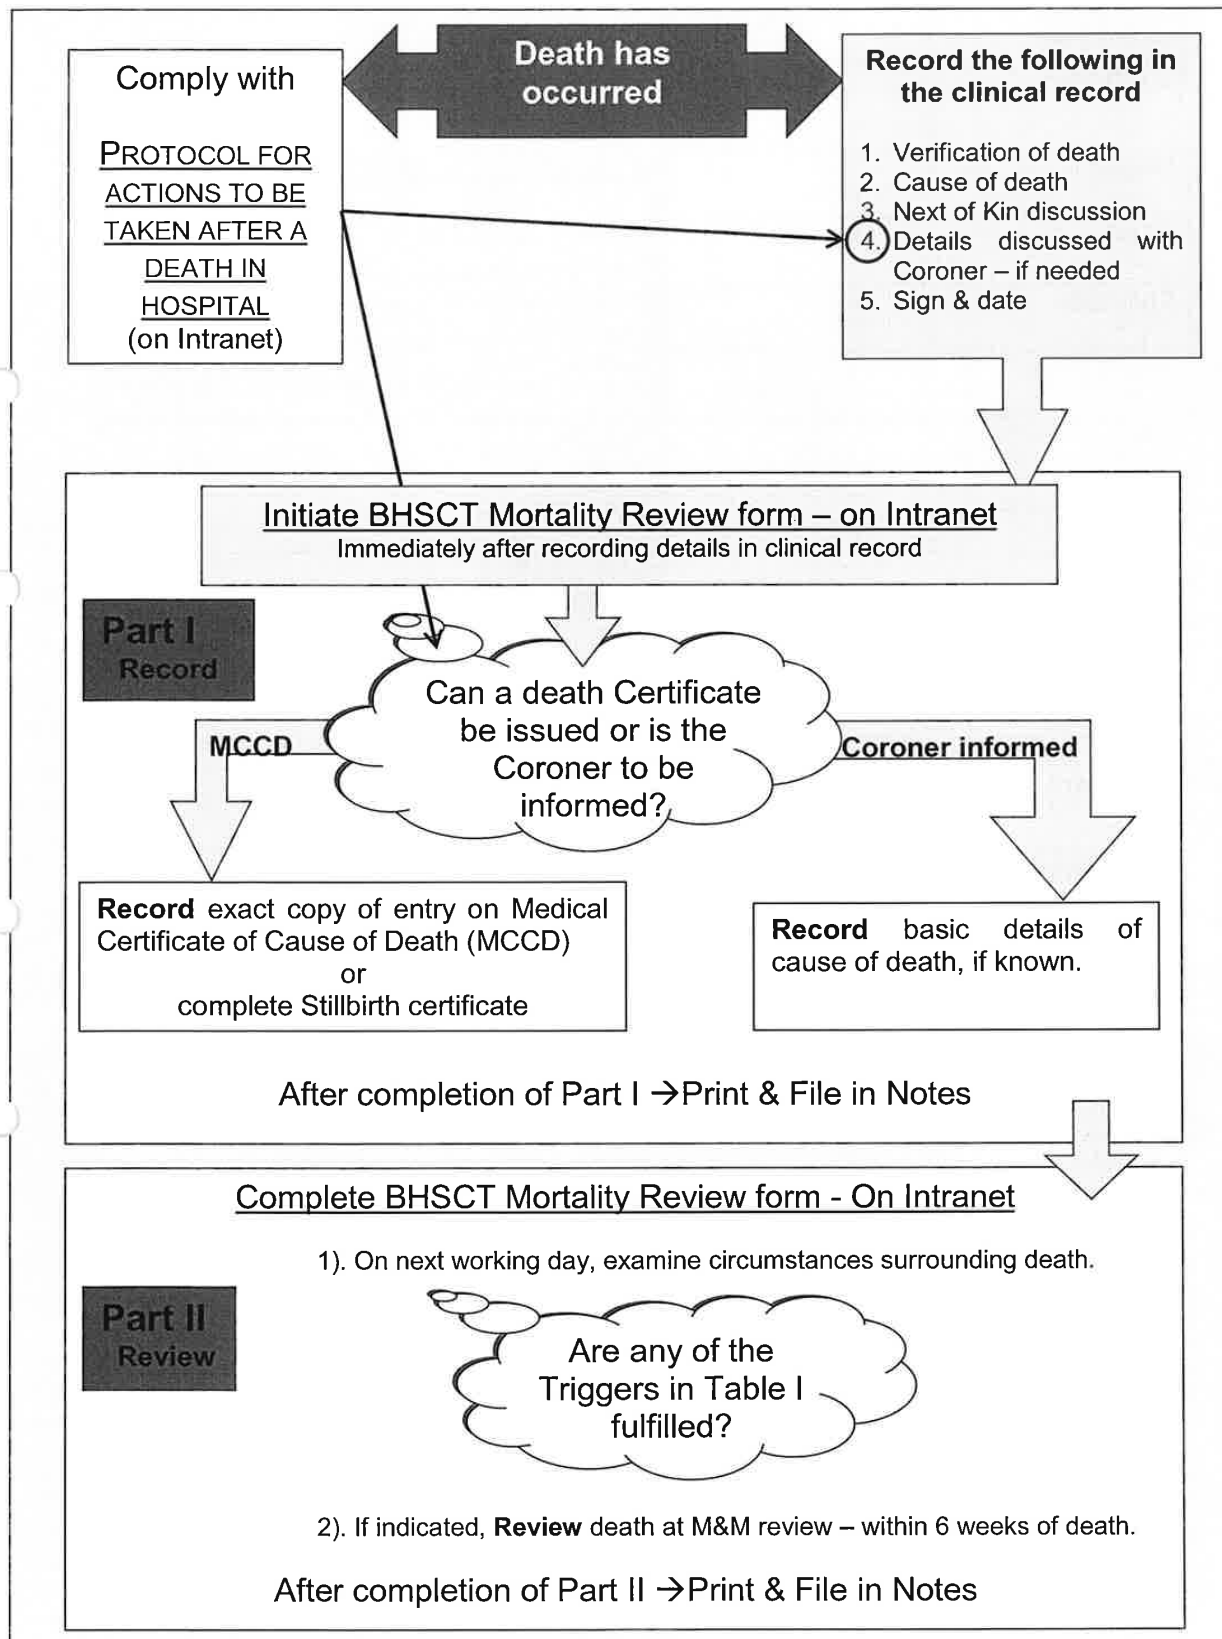 Death has
occurred
Comply with
PROTOCOL FOR
ACTIONS TO BE
TAKEN AFTER A
DEATH IN
HOSPITAL
(on Intranet)
Record the following in
the clinical record
1. Verification of death
2. Cause of death
3. Next of Kin discussion
4. Details discussed with
Coroner – if needed
5. Sign & date
Initiate BHSCT Mortality Review form – on Intranet
Immediately after recording details in clinical record
Part I
Record
Can a death Certificate
be issued or is the
Coroner to be
informed?
MCCD
Coroner informed
Record exact copy of entry on Medical
Certificate of Cause of Death (MCCD)
or
complete Stillbirth certificate
Record basic details of
cause of death, if known.
After completion of Part I →Print & File in Notes
Complete BHSCT Mortality Review form - On Intranet
1). On next working day, examine circumstances surrounding death.
Part II
Review
Are any of the
Triggers in Table I
fulfilled?
2). If indicated, Review death at M&M review – within 6 weeks of death.
After completion of Part II →Print & File in Notes